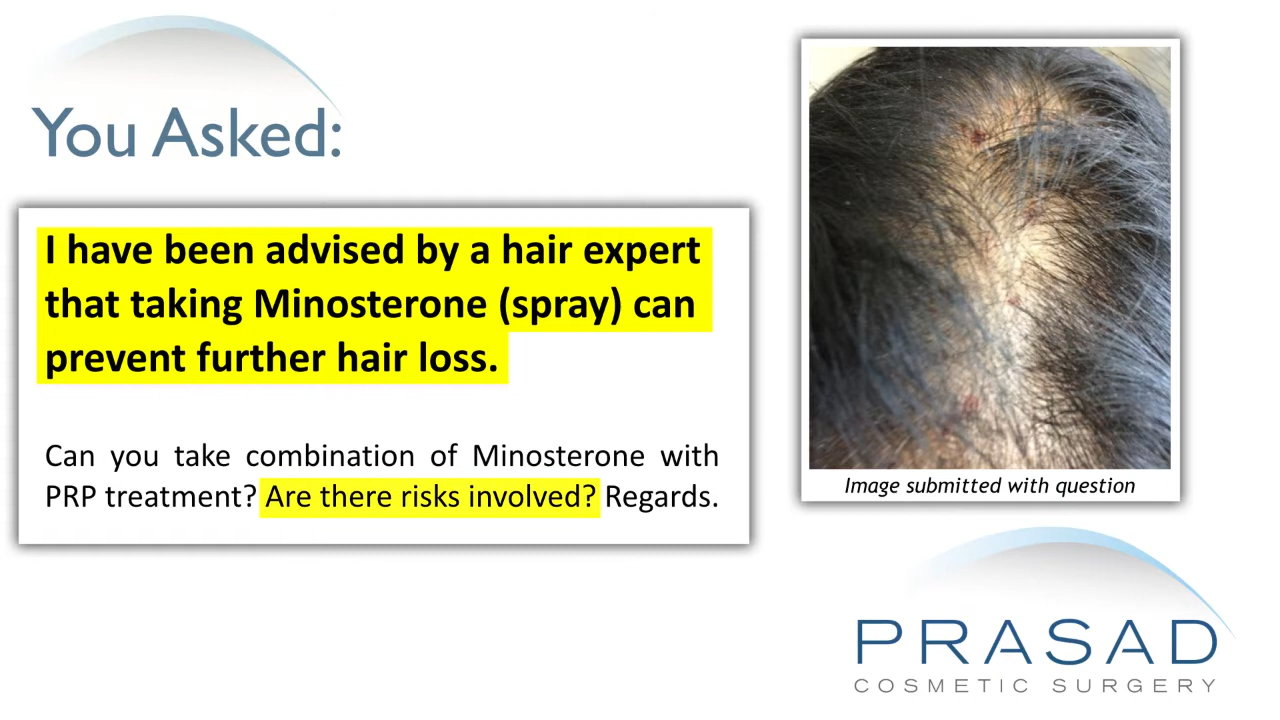 You Asked:
I have been advised by a hair expert
that taking Minosterone (spray) can
prevent further hair loss.
Can you take combination of Minosterone with
PRP treatment? Are there risks involved? Regards.
Image submitted with question
PRASAD
COSMETIC SURGERY